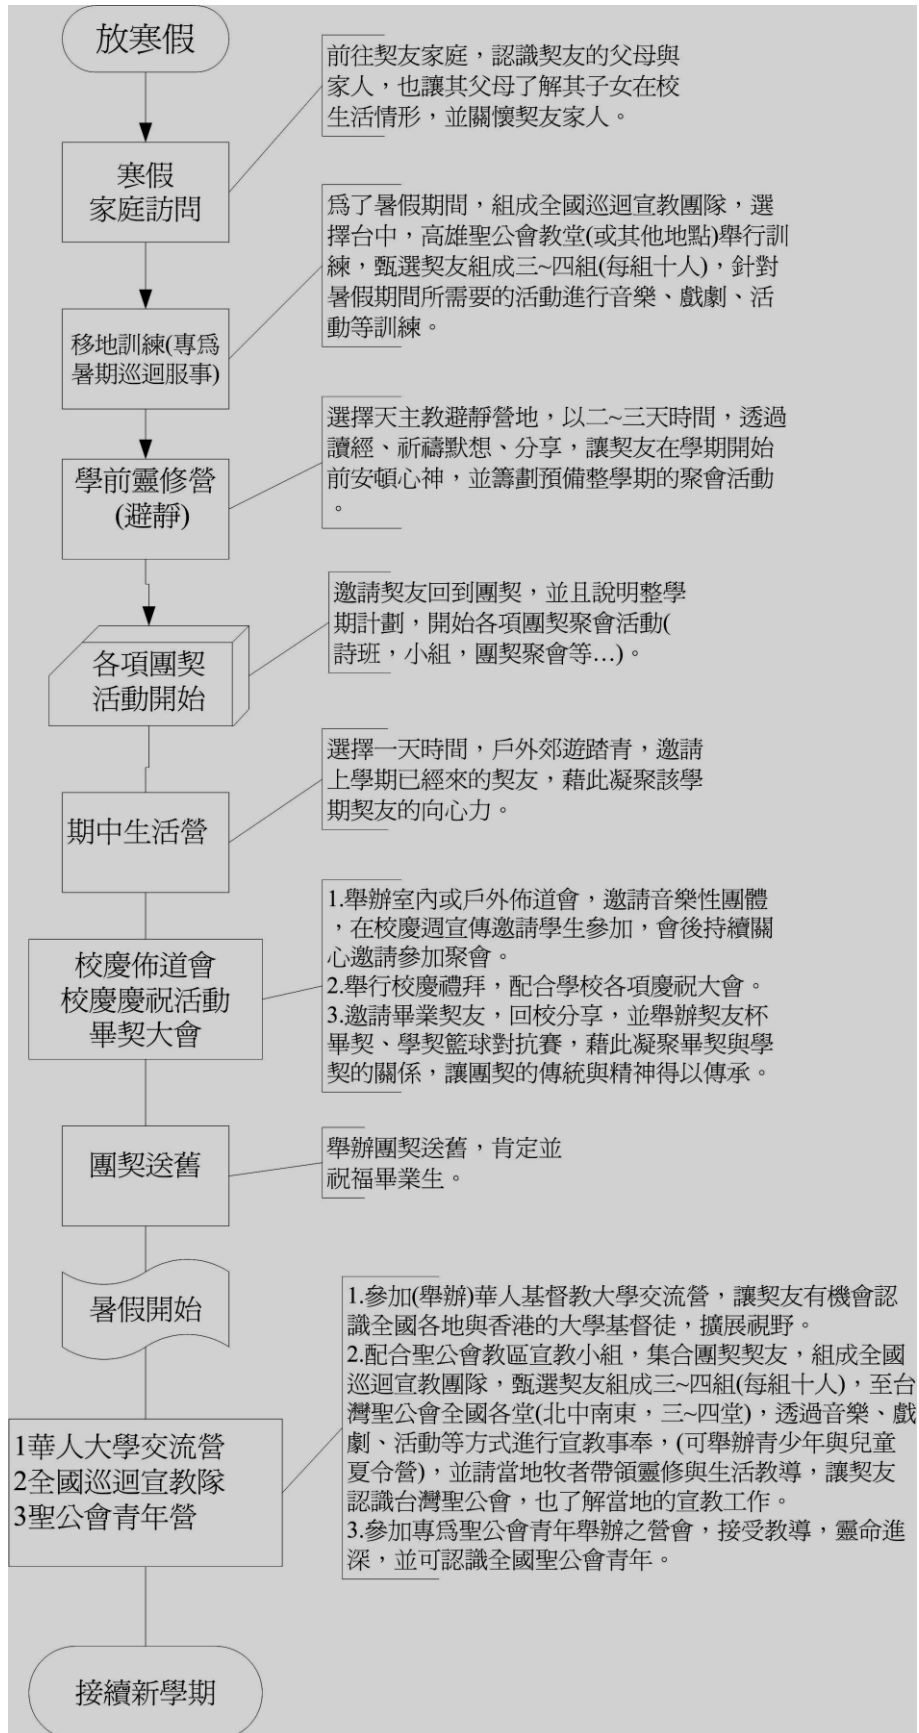 放寒假
前往契友家庭，認識契友的父母與
家人，也讓其父母了解其子女在校
生活情形，並關懷契友家人。
寒假
家庭訪問
爲了暑假期間，組成全國巡迴宣教團隊，選
擇台中，高雄聖公會教堂(或其他地點)舉行訓
練，甄選契友組成三~四組(每組十人)，針對
暑假期間所需要的活動進行音樂、戲劇、活
動等訓練。
移地訓練(專爲
暑期巡迴服事)
選擇天主教避靜營地，以二~三天時間，透過
讀經、祈禱默想、分享，讓契友在學期開始
前安頓心神，並籌劃預備整學期的聚會活動
。
學前靈修營
(避靜)
邀請契友回到團契，並且說明整學
期計劃，開始各項團契聚會活動(
詩班，小組，團契聚會等...)。
各項團契
活動開始
選擇一天時間，戶外郊遊踏青，邀請
上學期已經來的契友，藉此凝聚該學
期契友的向心力。
期中生活營
1.舉辦室內或戶外佈道會，邀請音樂性團體
，在校慶週宣傳邀請學生參加，會後持續關
心邀請參加聚會。
2.舉行校慶禮拜，配合學校各項慶祝大會。
3.邀請畢業契友，回校分享，並舉辦契友杯
畢契、學契籃球對抗賽，藉此凝聚畢契與學
契的關係，讓團契的傳統與精神得以傳承。
校慶佈道會
校慶慶祝活動
畢契大會
團契送舊
舉辦團契送舊，肯定並
祝福畢業生。
暑假開始
1.參加(舉辦)華人基督教大學交流營，讓契友有機會認
識全國各地與香港的大學基督徒，擴展視野。
2.配合聖公會教區宣教小組，集合團契契友，組成全國
巡迴宣教團隊，甄選契友組成三~四組(每組十人)，至台
灣聖公會全國各堂(北中南東，三~四堂)，透過音樂、戲
劇、活動等方式進行宣教事奉，(可舉辦青少年與兒童
夏令營)，並請當地牧者帶領靈修與生活教導，讓契友
認識台灣聖公會，也了解當地的宣教工作。
3.參加專爲聖公會青年舉辦之營會，接受教導，靈命進
深，並可認識全國聖公會青年。
1華人大學交流營
2全國巡迴宣教隊
3聖公會青年營
接續新學期